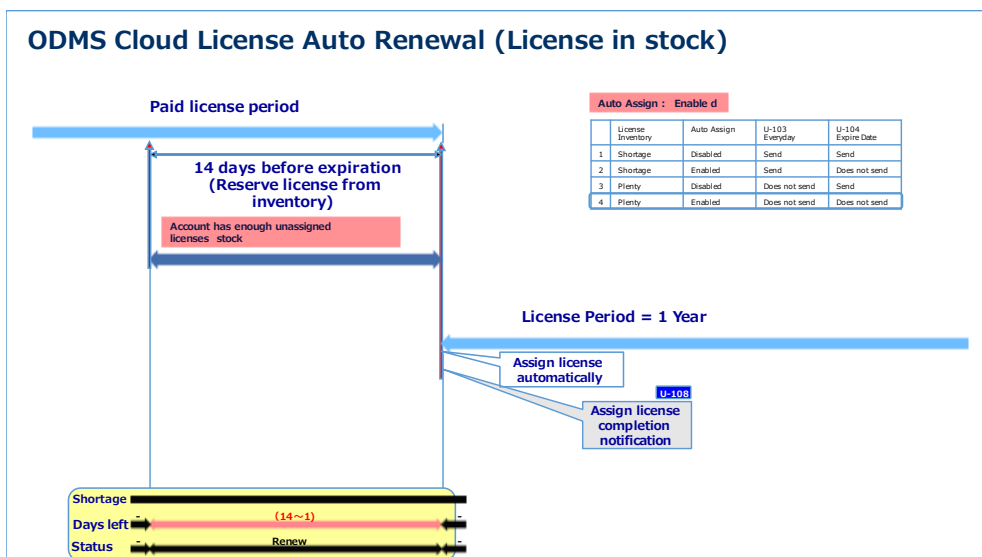 ODMS Cloud License Auto Renewal (License in stock)
Paid license period
14 days before expiration
(Reserve license from
inventory)
Account has enough unassigned
licenses stock
Auto Assign : Enable d
License Inventory Auto Assign U-103 Everyday U-104 Expire Date
1 Shortage Disabled Send Send
2 Shortage Enabled Send Does not send
3 Plenty Disabled Does not send Send
4 Plenty Enabled Does not send Does not send
License Period = 1 Year
Assign license
automatically
U-108
Assign license
completion
notification
Shortage
Days left - (14～1) -
Status - Renew -